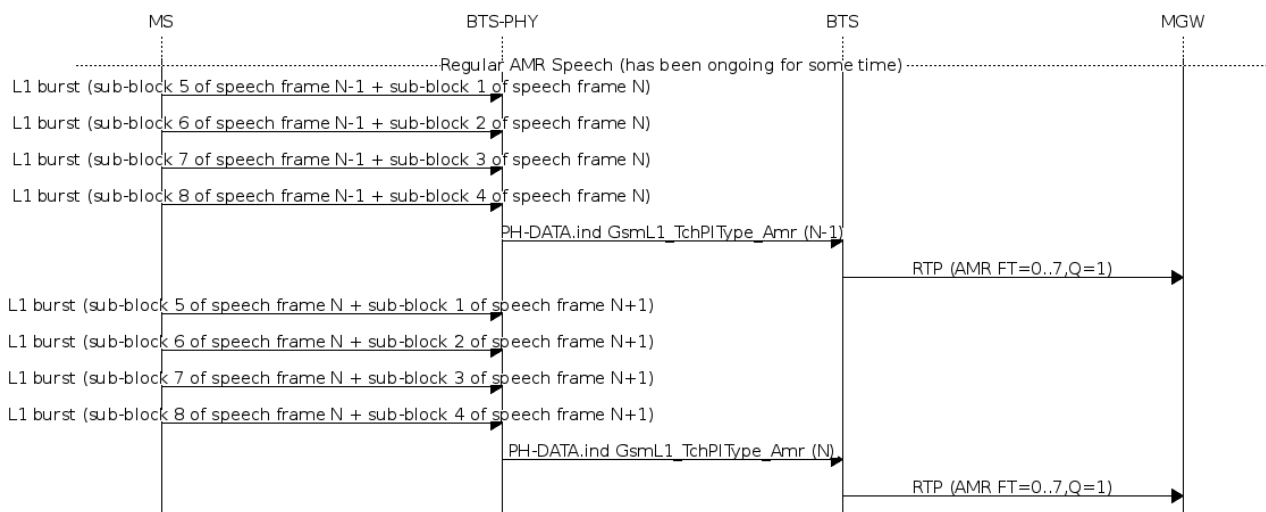 MS BTS-PHY BTS MGW
Regular AMR Speech (has been ongoing for some time)
L1 burst (sub-block 5 of speech frame N-1 + sub-block 1 of speech frame N)
L1 burst (sub-block 6 of speech frame N-1 + sub-block 2 of speech frame N)
L1 burst (sub-block 7 of speech frame N-1 + sub-block 3 of speech frame N)
L1 burst (sub-block 8 of speech frame N-1 + sub-block 4 of speech frame N)
PH-DATA.ind GsmL1_TchPlType_Amr (N-1)
RTP (AMR FT=0..7,Q=1)
L1 burst (sub-block 5 of speech frame N + sub-block 1 of speech frame N+1)
L1 burst (sub-block 6 of speech frame N + sub-block 2 of speech frame N+1)
L1 burst (sub-block 7 of speech frame N + sub-block 3 of speech frame N+1)
L1 burst (sub-block 8 of speech frame N + sub-block 4 of speech frame N+1)
PH-DATA.ind GsmL1_TchPlType_Amr (N)
RTP (AMR FT=0..7,Q=1)